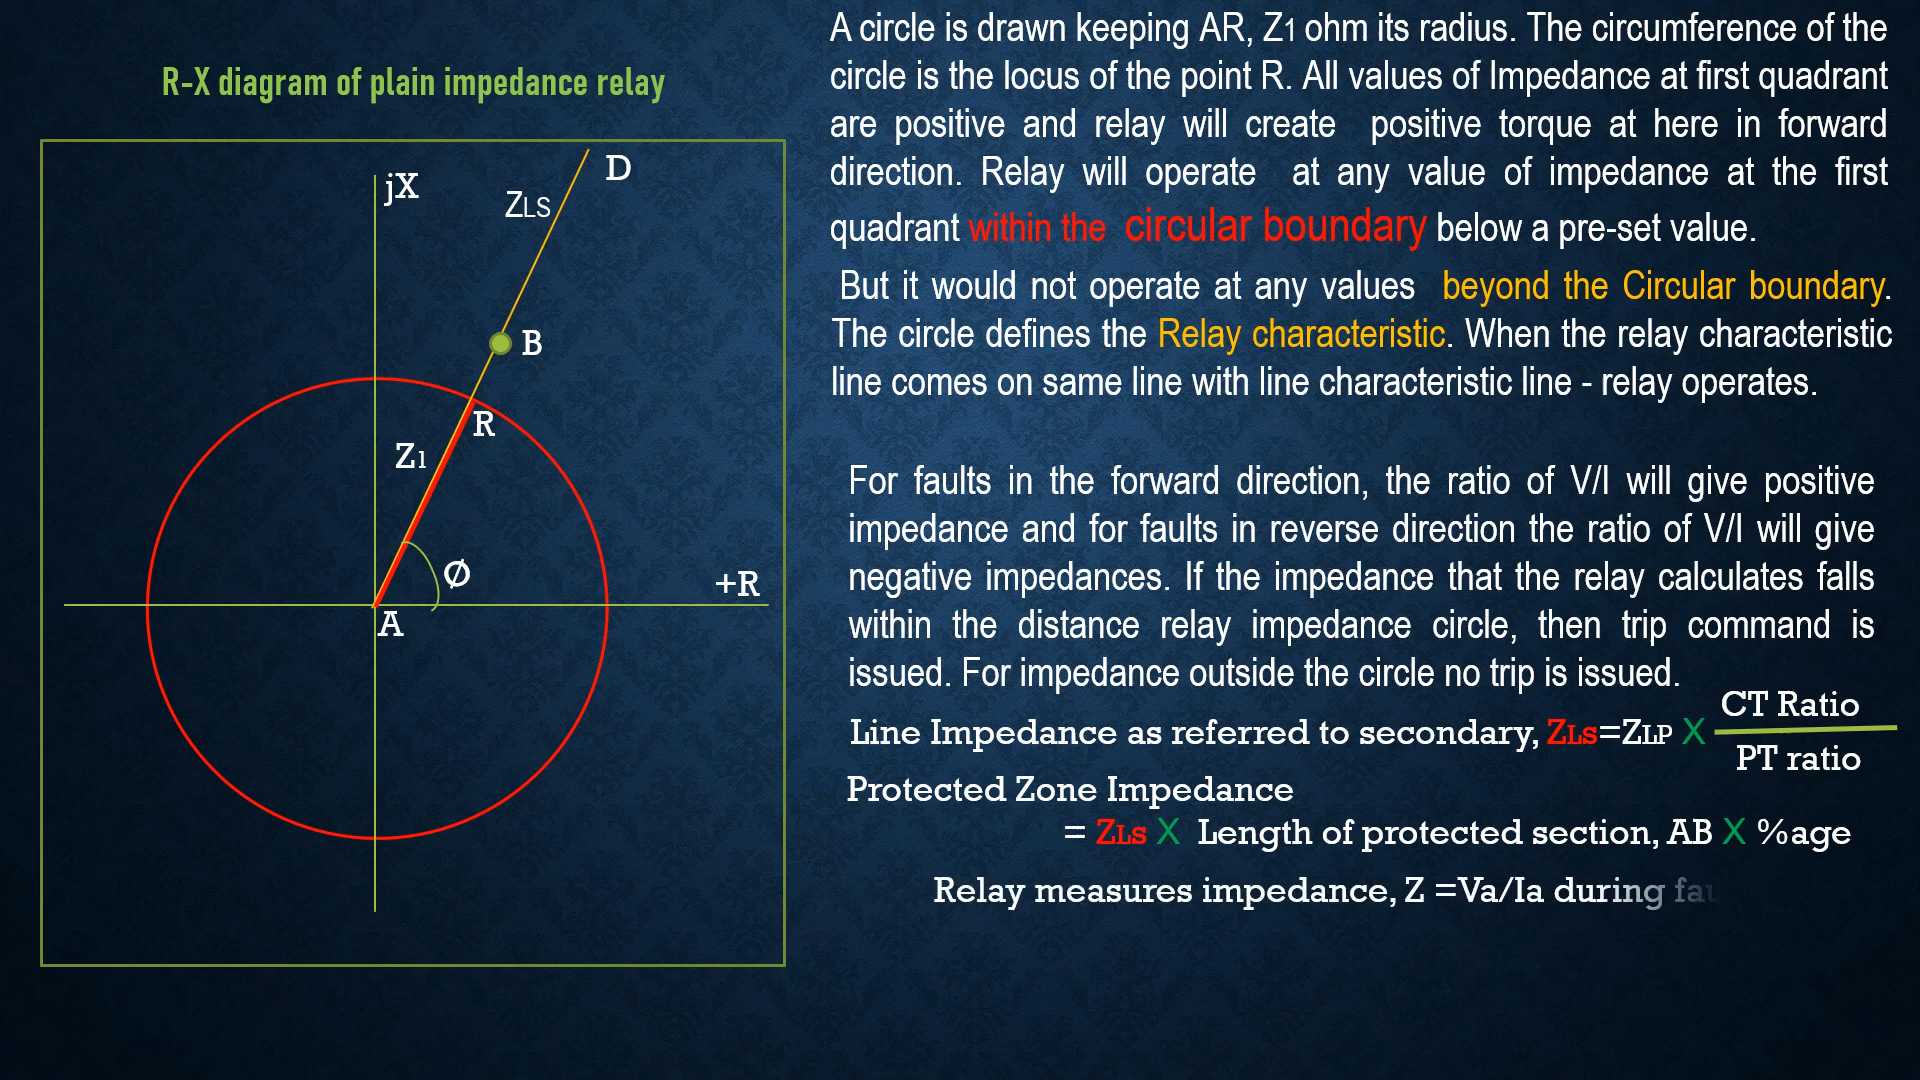 R-X diagram of plain impedance relay
jX
D
ZLS
B
R
Z1
Ø
+R
A
A circle is drawn keeping AR, Z1 ohm its radius. The circumference of the
circle is the locus of the point R. All values of Impedance at first quadrant
are positive and relay will create positive torque at here in forward
direction. Relay will operate at any value of impedance at the first
quadrant within the circular boundary below a pre-set value.
But it would not operate at any values beyond the Circular boundary.
The circle defines the Relay characteristic. When the relay characteristic
line comes on same line with line characteristic line - relay operates.
For faults in the forward direction, the ratio of V/I will give positive
impedance and for faults in reverse direction the ratio of V/I will give
negative impedances. If the impedance that the relay calculates falls
within the distance relay impedance circle, then trip command is
issued. For impedance outside the circle no trip is issued.
CT Ratio
Line Impedance as referred to secondary, ZLs=ZLP X
PT ratio
Protected Zone Impedance
= ZLs X Length of protected section, AB X %age
Relay measures impedance, Z =Va/Ia during